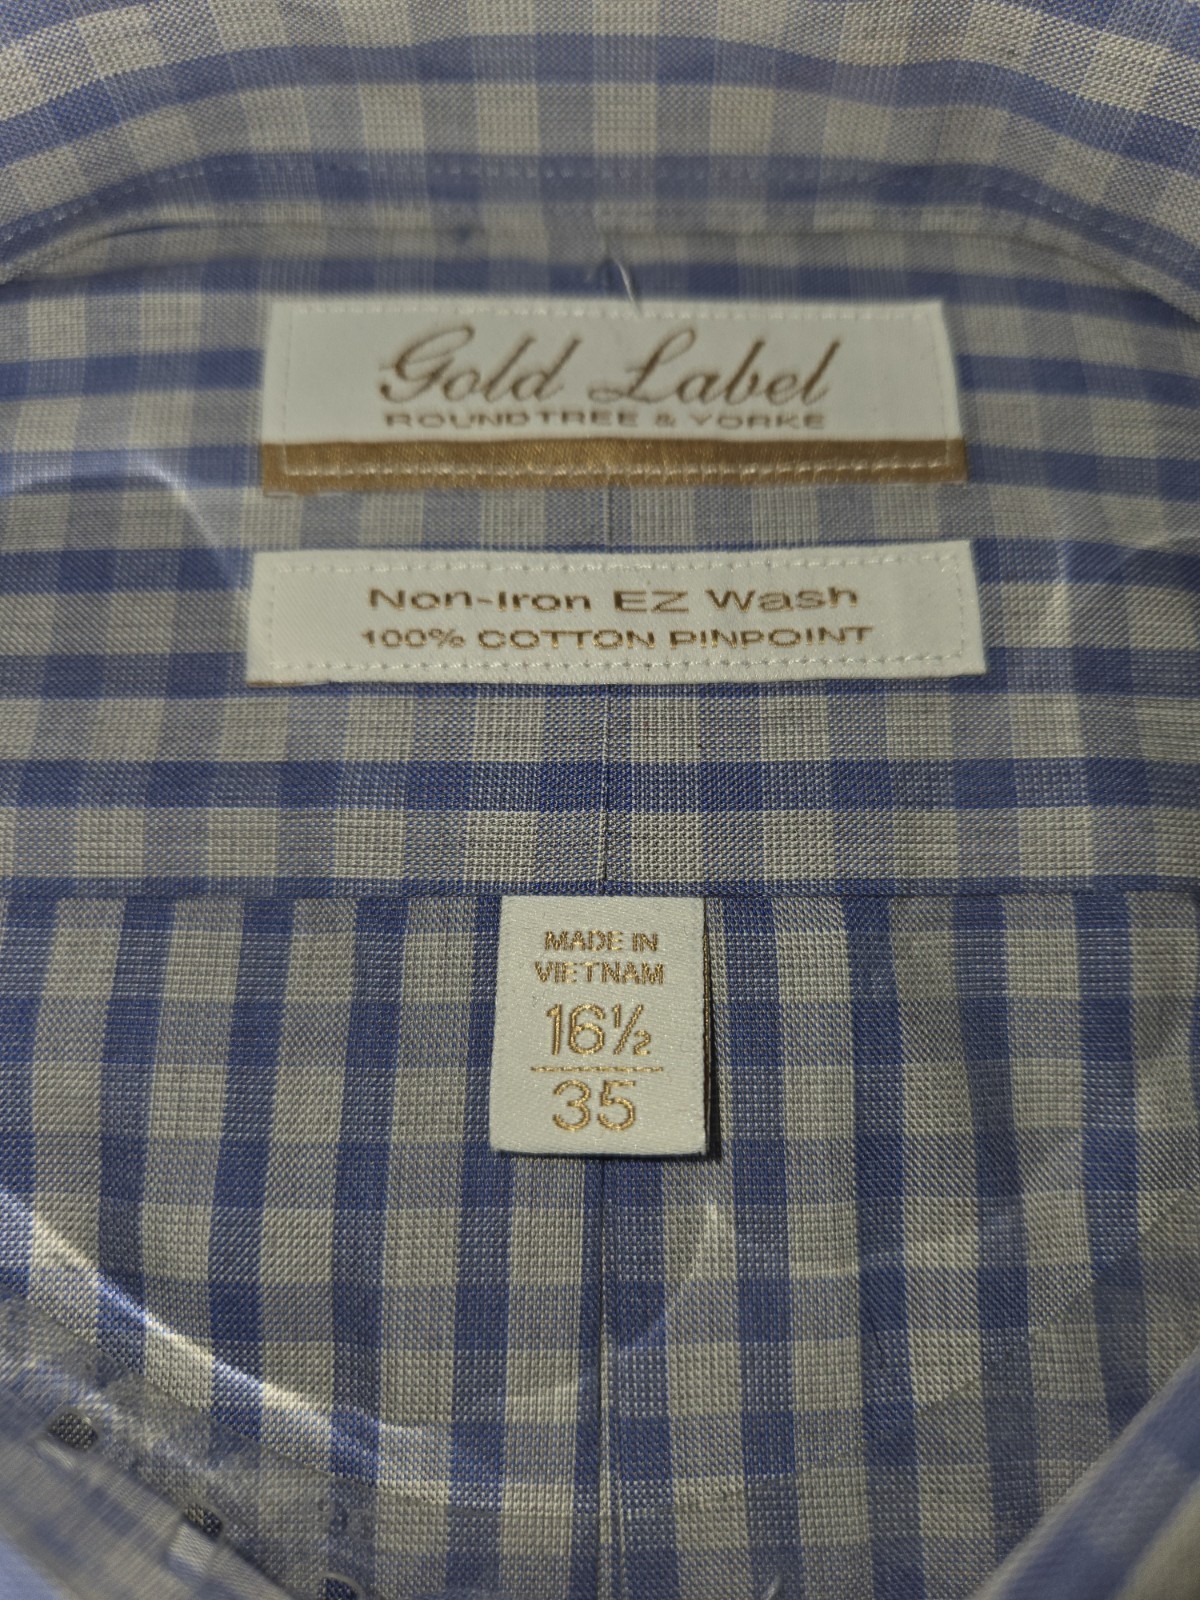 Gold Label
ROUNDTREE & YORKE
Non-Iron EZ Wash
100% COTTON PINPOINT
MADE IN
VIETNAM
16½
35